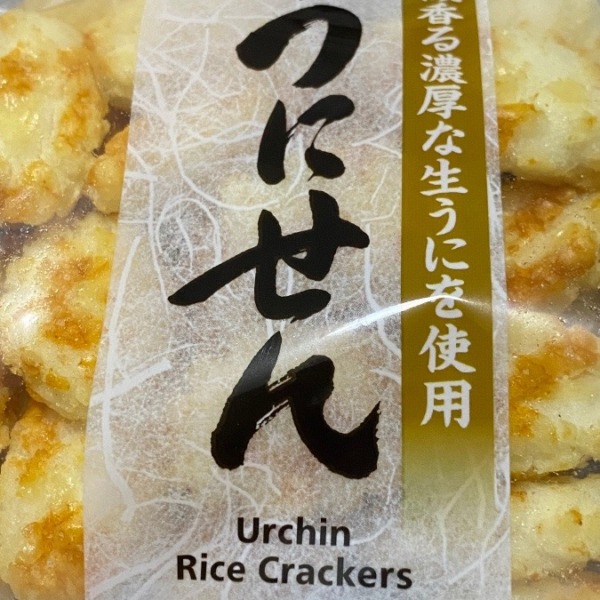 うにせん
香る濃厚な生うにを使用
Urchin
Rice Crackers